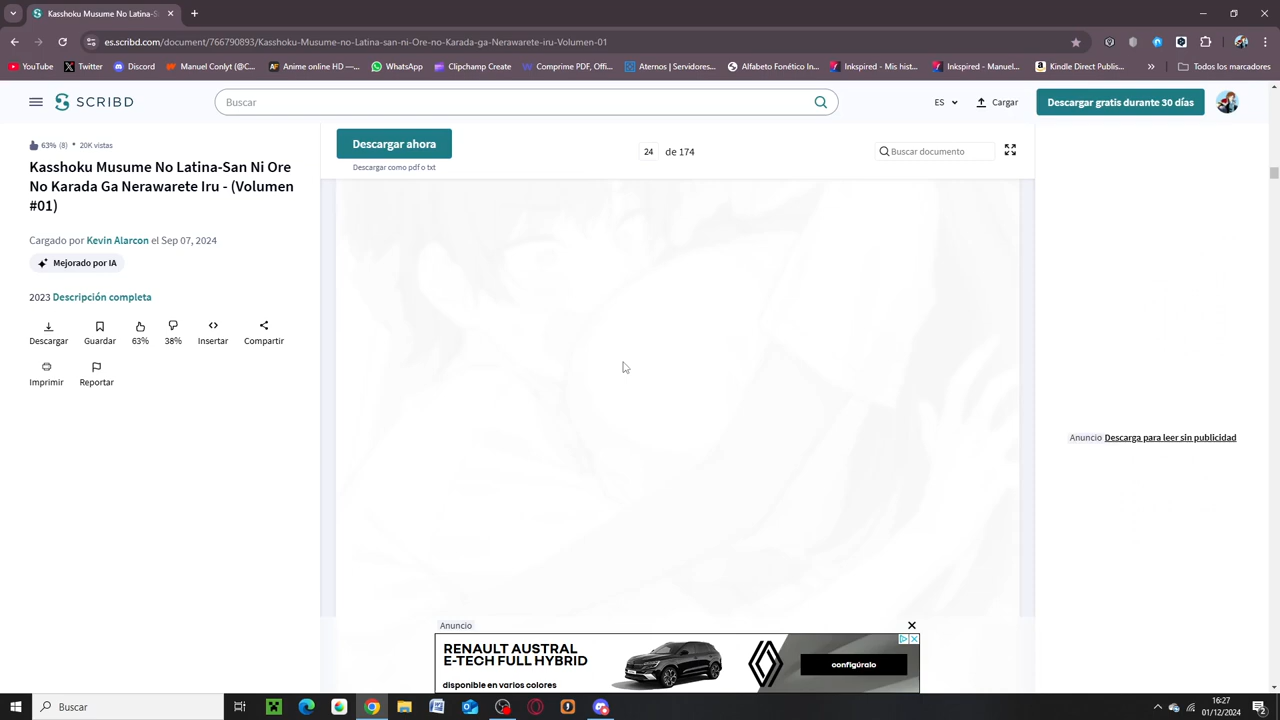 Kasshoku Musume No Latina-S
es.scribd.com/document/766790893/Kasshoku-Musume-no-Latina-san-ni-Ore-no-Karada-ga-Nerawarete-iru-Volumen-01
YouTube
Twitter
Discord
Manuel Conlyt (@C...
Anime online HD —...
WhatsApp
Clipchamp Create
Comprime PDF, Offi...
Aternos | Servidores...
Alfabeto Fonético In...
Inkspired - Mis hist...
Inkspired - Manuel...
Amazon Kindle Direct Publi...
Todos los marcadores
SCRIBD
Buscar
ES
Cargar
Descargar gratis durante 30 días
63% (8) • 20K vistas
Kasshoku Musume No Latina-San Ni Ore
No Karada Ga Nerawarete Iru - (Volumen
#01)
Cargado por Kevin Alarcon el Sep 07, 2024
Mejorado por IA
2023 Descripción completa
Descargar
Guardar
63%
38%
Insertar
Compartir
Imprimir
Reportar
Descargar ahora
Descargar como pdf o txt
24 de 174
Buscar documento
Anuncio Descarga para leer sin publicidad
Anuncio
RENAULT AUSTRAL
E-TECH FULL HYBRID
disponible en varios colores
configúralo
Buscar
16:27
01/12/2024
2